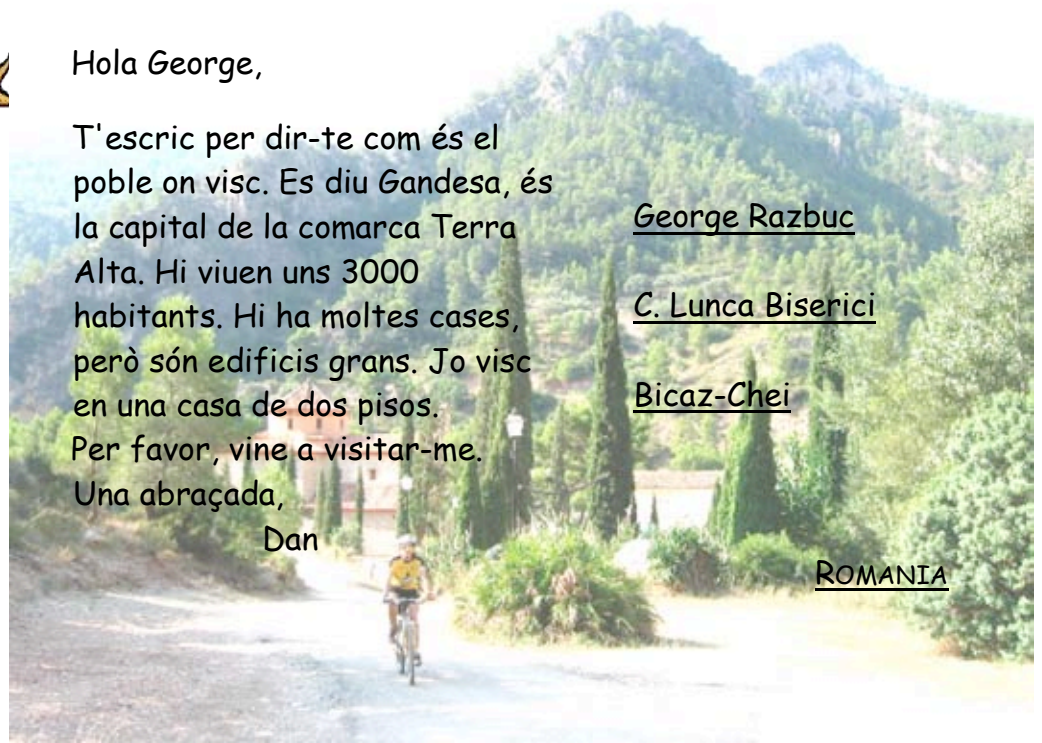 Hola George,
T'escric per dir-te com és el
poble on visc. Es diu Gandesa, és
la capital de la comarca Terra
Alta. Hi viuen uns 3000
habitants. Hi ha moltes cases,
però són edificis grans. Jo visc
en una casa de dos pisos.
Per favor, vine a visitar-me.
Una abraçada,
Dan
George Razbuc
C. Lunca Biserici
Bicaz-Chei
ROMANIA